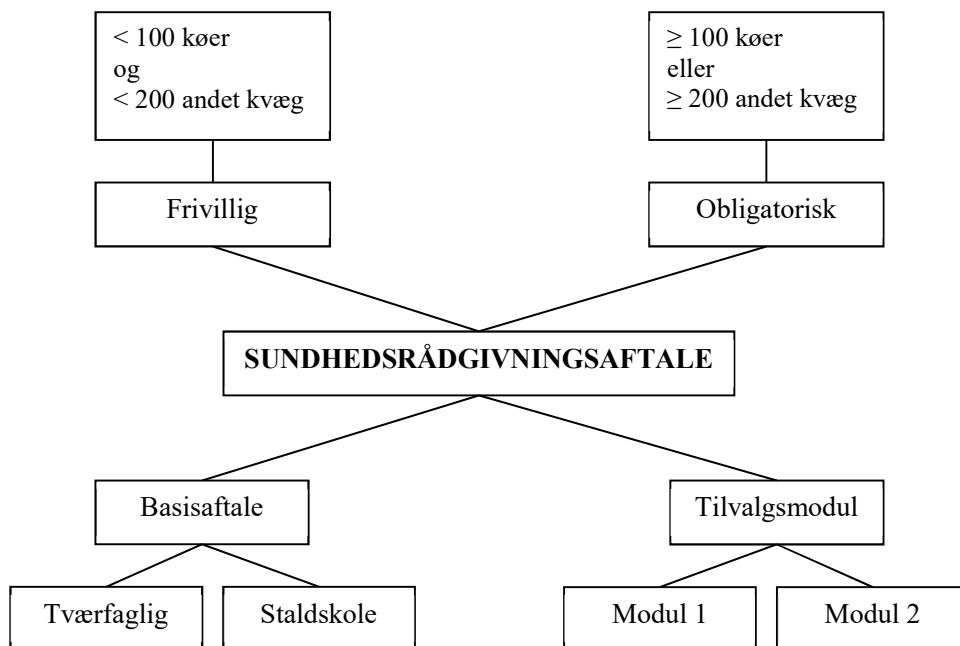 < 100 køer
og
< 200 andet kvæg
≥ 100 køer
eller
≥ 200 andet kvæg
Frivillig
Obligatorisk
SUNDHEDSRÅDGIVNINGSAFTALE
Basisaftale
Tilvalgsmodul
Tværfaglig
Staldskole
Modul 1
Modul 2